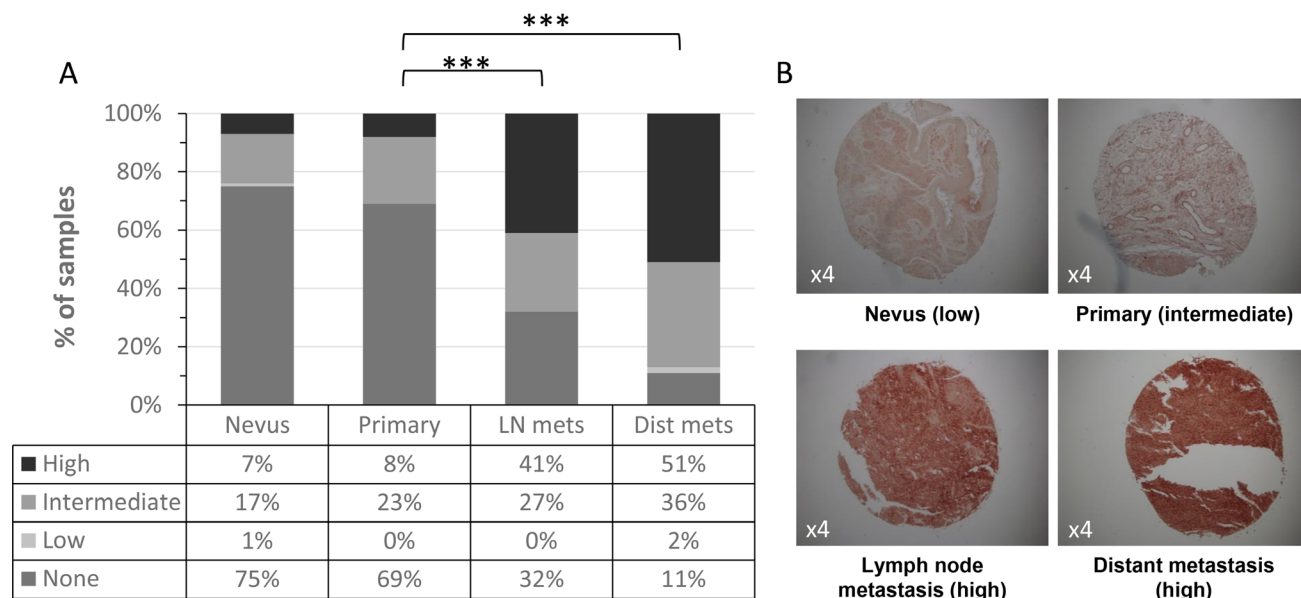 ***
***
A
B
100%
80%
60%
40%
20%
0%
% of samples
Nevus Primary LN mets Dist mets
High 7% 8% 41% 51%
Intermediate 17% 23% 27% 36%
Low 1% 0% 0% 2%
None 75% 69% 32% 11%
x4
Nevus (low)
x4
Primary (intermediate)
x4
Lymph node
metastasis (high)
x4
Distant metastasis
(high)